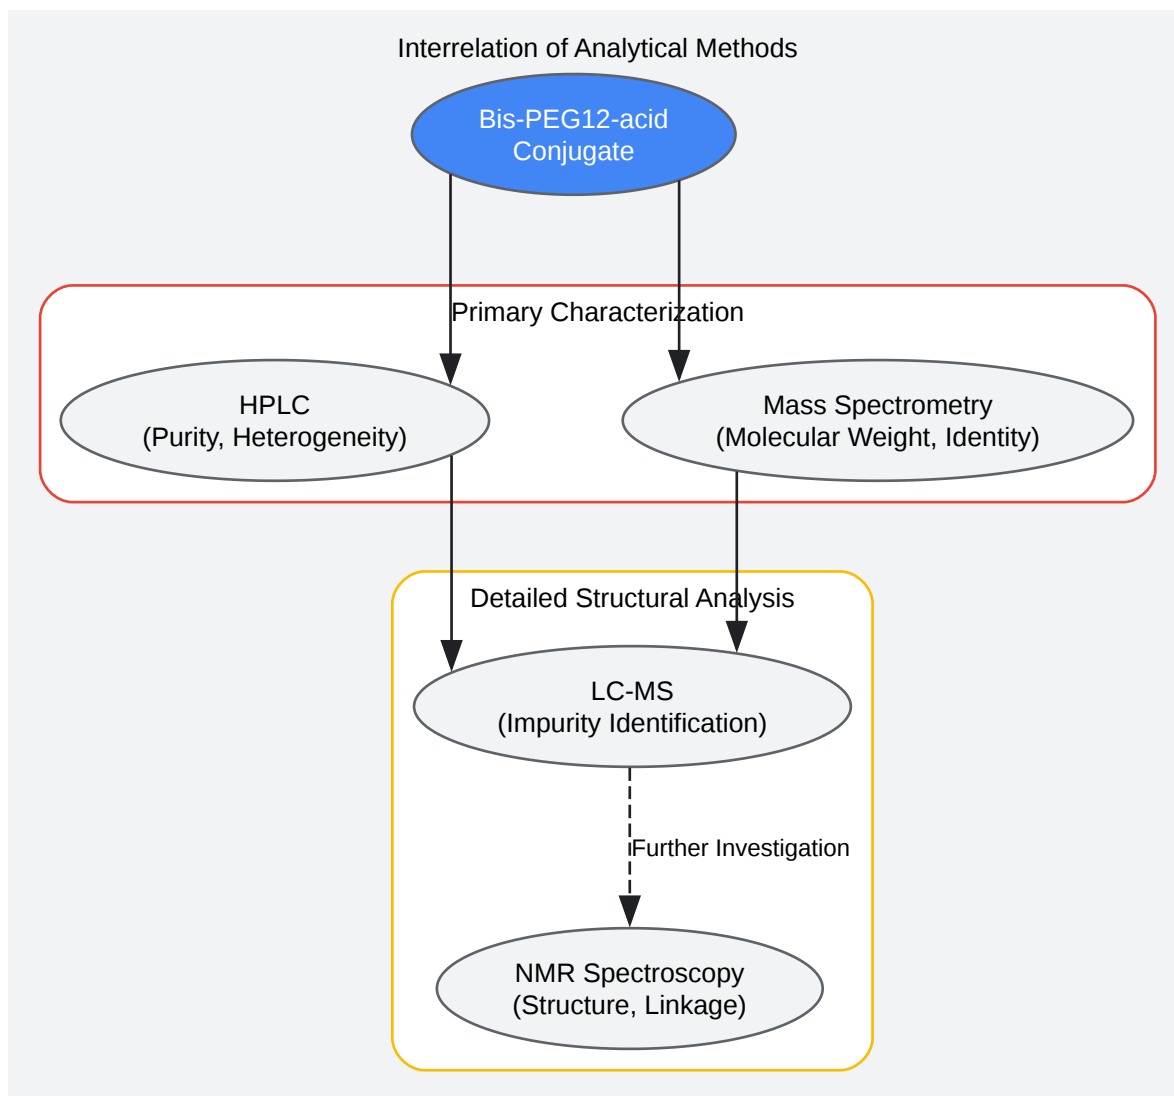 Interrelation of Analytical Methods
Bis-PEG12-acid
Conjugate
Primary Characterization
HPLC
(Purity, Heterogeneity)
Mass Spectrometry
(Molecular Weight, Identity)
Detailed Structural Analysis
LC-MS
(Impurity Identification)
Further Investigation
NMR Spectroscopy
(Structure, Linkage)